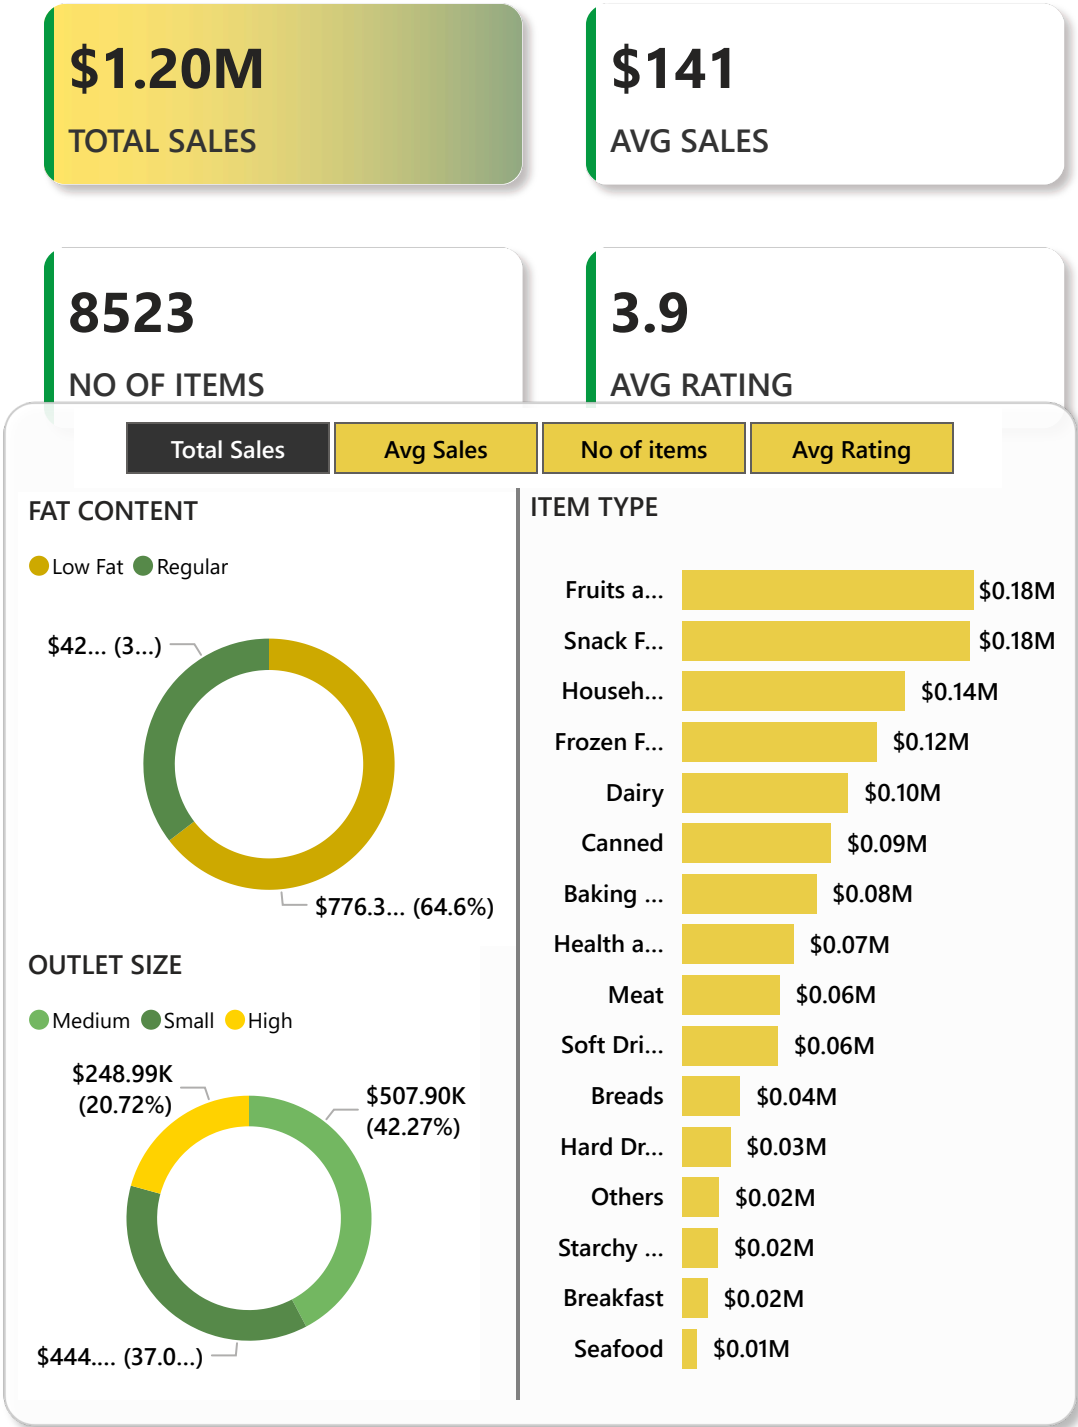 $1.20M
TOTAL SALES
$141
AVG SALES
8523
NO OF ITEMS
3.9
AVG RATING
Total Sales
Avg Sales
No of items
Avg Rating
FAT CONTENT
Low Fat
Regular
$42... (3...)
$776.3... (64.6%)
OUTLET SIZE
Medium
Small
High
$248.99K
(20.72%)
$507.90K
(42.27%)
$444.... (37.0...)
ITEM TYPE
Fruits a... $0.18M
Snack F... $0.18M
Househ... $0.14M
Frozen F... $0.12M
Dairy $0.10M
Canned $0.09M
Baking ... $0.08M
Health a... $0.07M
Meat $0.06M
Soft Dri... $0.06M
Breads $0.04M
Hard Dr... $0.03M
Others $0.02M
Starchy ... $0.02M
Breakfast $0.02M
Seafood $0.01M